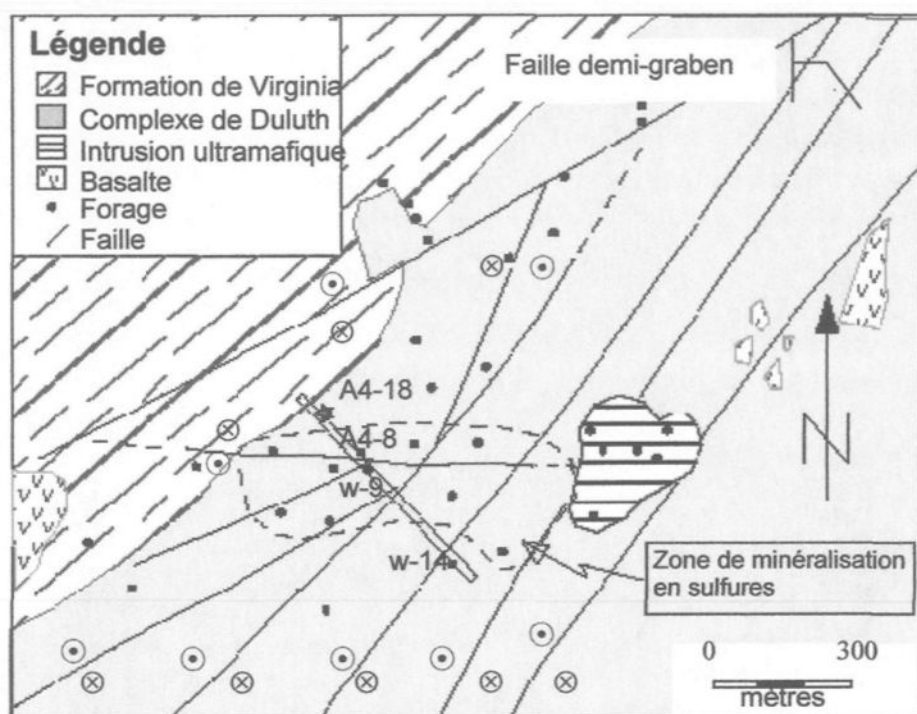 Légende
Formation de Virginia
Complexe de Duluth
Intrusion ultramafique
Basalte
Forage
Faille
Faille demi-graben
A4-18
A4-8
w-9
w-14
N
Zone de minéralisation
en sulfures
0 300
mètres